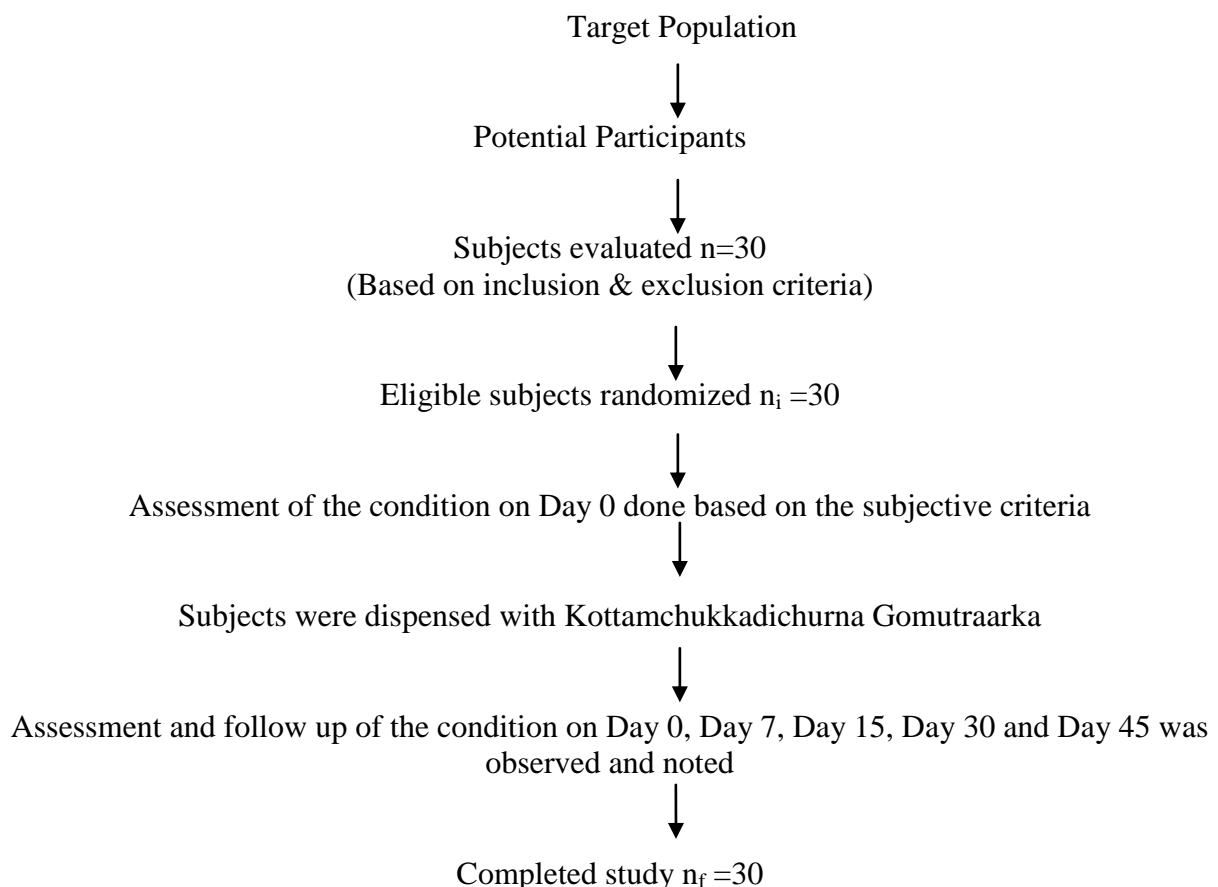 Target Population
Potential Participants
Subjects evaluated n=30
(Based on inclusion & exclusion criteria)
Eligible subjects randomized nᵢ =30
Assessment of the condition on Day 0 done based on the subjective criteria
Subjects were dispensed with Kottamchukkadichurna Gomutraarka
Assessment and follow up of the condition on Day 0, Day 7, Day 15, Day 30 and Day 45 was
observed and noted
Completed study n_f =30